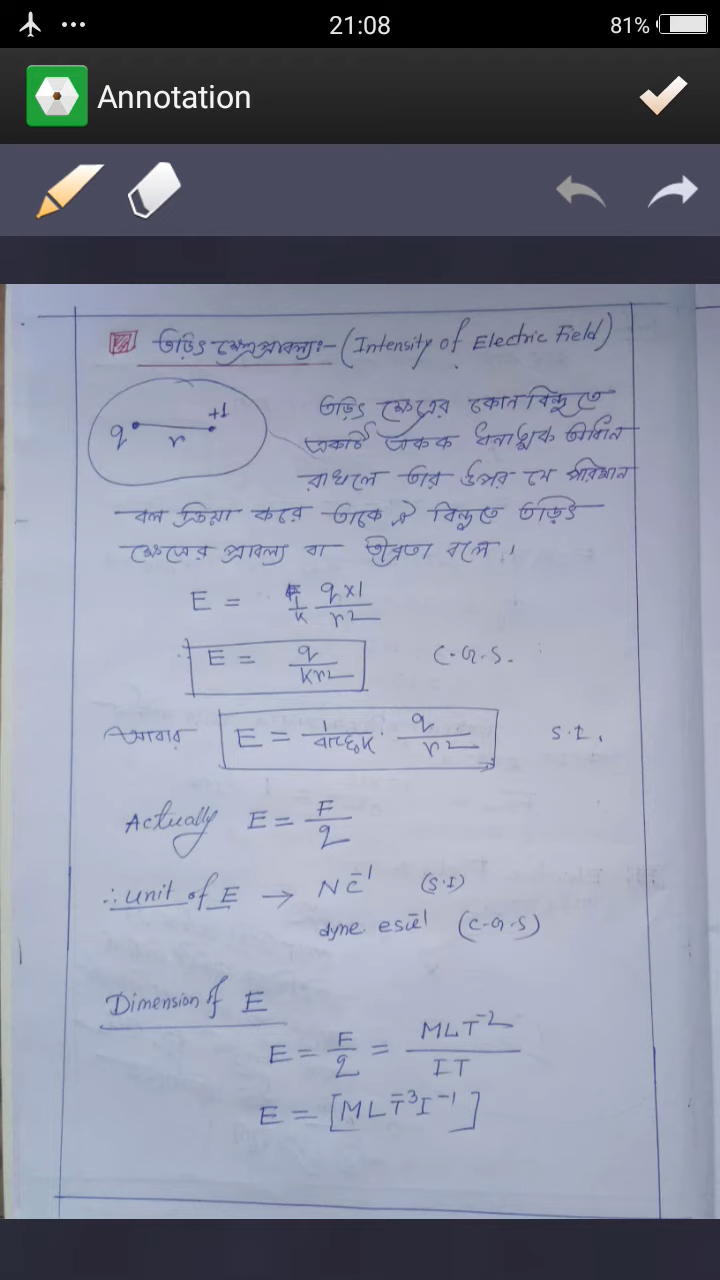 21:08
81%
Annotation
তড়িৎ ক্ষেত্রপ্রাবল্যঃ- (Intensity of Electric Field)
q r +1
তড়িৎ ক্ষেত্রের কোন বিন্দুতে
একটি একক ধনাত্মক আধান
রাখলে তার উপর যে পরিমান
বল ক্রিয়া করে তাকে ঐ বিন্দুতে তড়িৎ
ক্ষেত্রের প্রাবল্য বা তীব্রতা বলে।
E = 1/k q×1/r²
E = q/kr² C.G.S.
আবার E = 1/4π∈₀k · q/r² S.I.
Actually E = F/q
∴ unit of E → NC⁻¹ (S.I)
dyne esu⁻¹ (C-G-S)
Dimension of E
E = F/q = MLT⁻²/IT
E = [MLT⁻³I⁻¹]